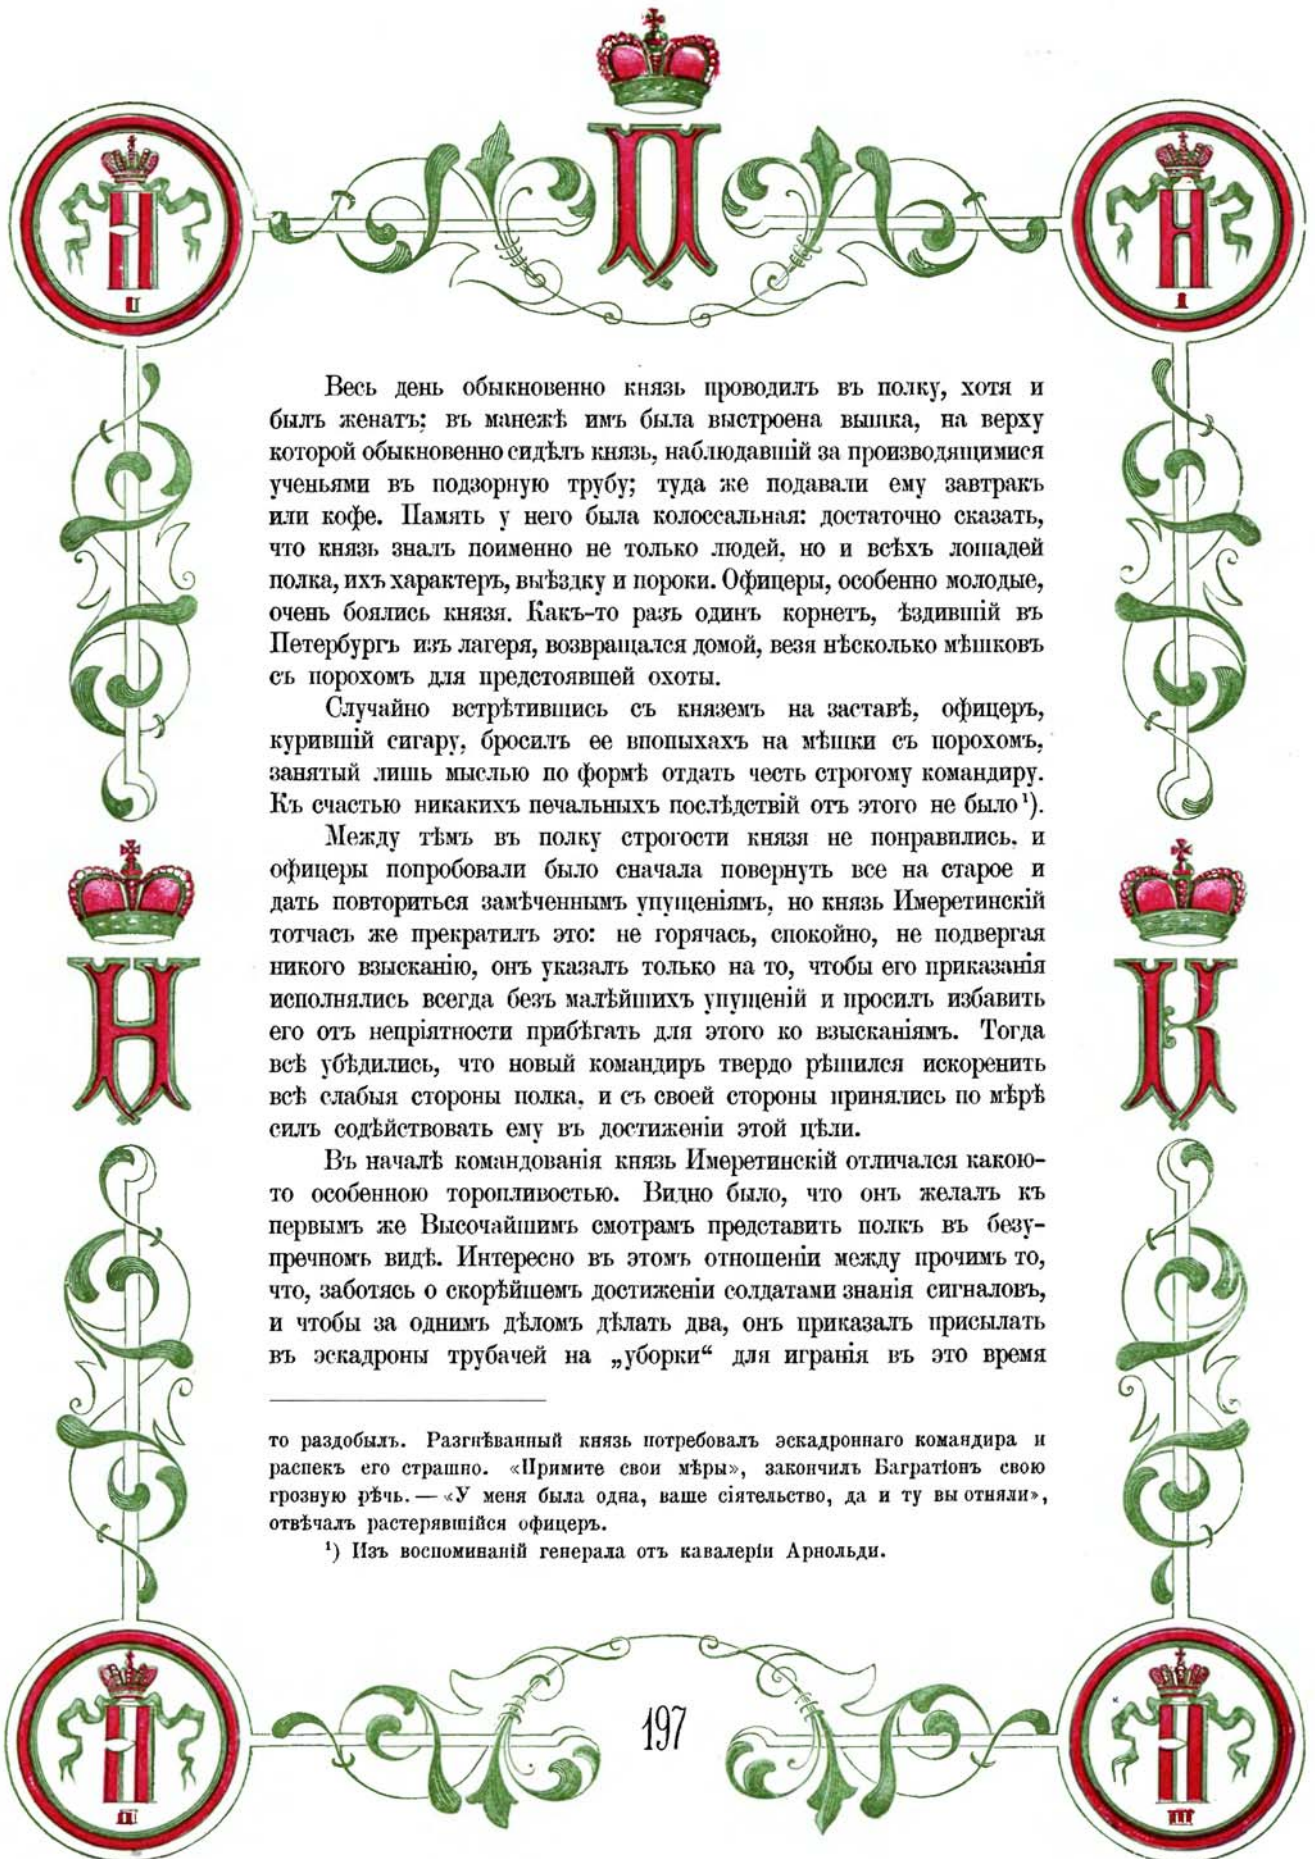 П
II
I
Весь день обыкновенно князь проводилъ въ полку, хотя и
былъ женатъ; въ манежѣ имъ была выстроена вышка, на верху
которой обыкновенно сидѣлъ князь, наблюдавшій за производящимися
ученьями въ подзорную трубу; туда же подавали ему завтракъ
или кофе. Память у него была колоссальная: достаточно сказать,
что князь зналъ поименно не только людей, но и всѣхъ лошадей
полка, ихъ характеръ, выѣздку и пороки. Офицеры, особенно молодые,
очень боялись князя. Какъ-то разъ одинъ корнетъ, ѣздившій въ
Петербургъ изъ лагеря, возвращался домой, везя нѣсколько мѣшковъ
съ порохомъ для предстоявшей охоты.
Случайно встрѣтившись съ княземъ на заставѣ, офицеръ,
курившій сигару, бросилъ ее впопыхахъ на мѣшки съ порохомъ,
занятый лишь мыслью по формѣ отдать честь строгому командиру.
Къ счастью никакихъ печальныхъ послѣдствій отъ этого не было¹).
Между тѣмъ въ полку строгости князя не понравились, и
офицеры попробовали было сначала повернуть все на старое и
дать повториться замѣченнымъ упущеніямъ, но князь Имеретинскій
тотчасъ же прекратилъ это: не горячась, спокойно, не подвергая
никого взысканію, онъ указалъ только на то, чтобы его приказанія
исполнялись всегда безъ малѣйшихъ упущеній и просилъ избавить
его отъ непріятности прибѣгать для этого ко взысканіямъ. Тогда
всѣ убѣдились, что новый командиръ твердо рѣшился искоренить
всѣ слабыя стороны полка, и съ своей стороны принялись по мѣрѣ
силъ содѣйствовать ему въ достиженіи этой цѣли.
Въ началѣ командованія князь Имеретинскій отличался какою-
то особенною торопливостью. Видно было, что онъ желалъ къ
первымъ же Высочайшимъ смотрамъ представить полкъ въ безу-
пречномъ видѣ. Интересно въ этомъ отношеніи между прочимъ то,
что, заботясь о скорѣйшемъ достиженіи солдатами знанія сигналовъ,
и чтобы за однимъ дѣломъ дѣлать два, онъ приказалъ присылать
въ эскадроны трубачей на „уборки“ для игранія въ это время
то раздобылъ. Разгнѣванный князь потребовалъ эскадроннаго командира и
распекъ его страшно. «Примите свои мѣры», закончилъ Багратіонъ свою
грозную рѣчь. — «У меня была одна, ваше сіятельство, да и ту вы отняли»,
отвѣчалъ растерявшійся офицеръ.
¹) Изъ воспоминаній генерала отъ кавалеріи Арнольди.
Н
К
197
II
III